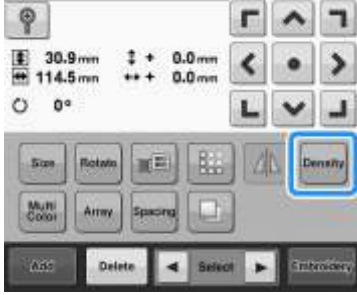 30.9 mm + 0.0 mm
114.5 mm + 0.0 mm
0°
Size Rotate Density
Multi Color Array Spacing
Add Delete Select Embroidery